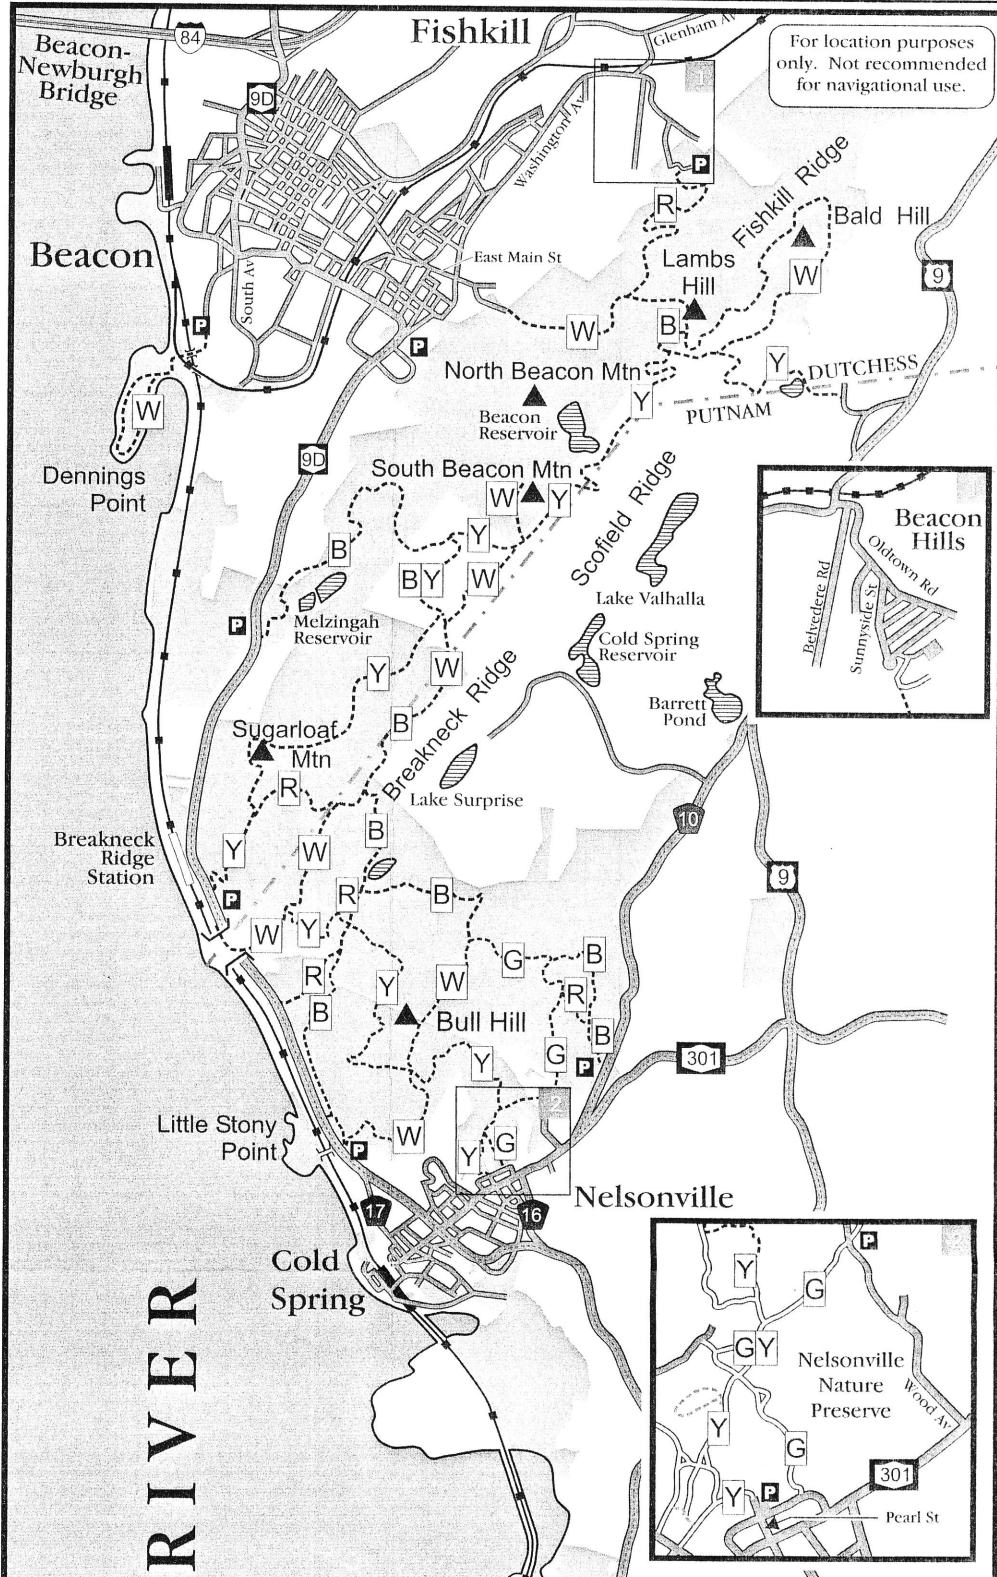 Fishkill
Glenham Av
84
Beacon-
Newburgh
Bridge
For location purposes
only. Not recommended
for navigational use.
9D
1
Washington Av
P
R
Fishkill Ridge
Bald Hill
W
Beacon
East Main St
Lambs
Hill
9
South Av
P
W
B
P
North Beacon Mtn
Y
DUTCHESS
PUTNAM
Y
W
Beacon
Reservoir
9D
South Beacon Mtn
Dennings
Point
W
Y
Scofield Ridge
Y
B
BY
W
Lake Valhalla
Melzingah
Reservoir
P
Cold Spring
Reservoir
W
Y
Barrett
Pond
B
Breakneck Ridge
Sugarloaf
Mtn
R
Lake Surprise
10
Breakneck
Ridge
Station
Y
W
B
9
P
R
B
W
Y
G
B
R
Y
W
R
B
Bull Hill
B
G
301
Y
P
2
Little Stony
Point
W
P
Y
G
Nelsonville
17
16
Cold
Spring
RIVER
1
Beacon
Hills
Oldtown Rd
Belvedere Rd
Sunnyside St
P
2
Y
G
GY
Nelsonville
Nature
Preserve
Wood Av
Y
G
301
Y
P
Pearl St